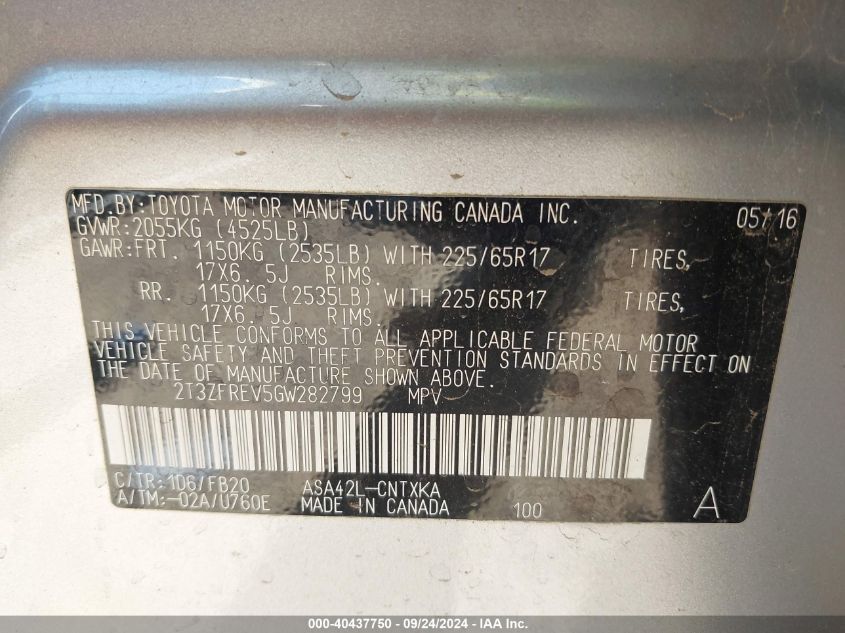 MFD.BY:TOYOTA MOTOR MANUFACTURING CANADA INC. 05/16
GVWR:2055KG (4525LB)
GAWR:FRT. 1150KG (2535LB) WITH 225/65R17 TIRES,
17X6. 5J RIMS.
RR. 1150KG (2535LB) WITH 225/65R17 TIRES,
17X6. 5J RIMS.
THIS VEHICLE CONFORMS TO ALL APPLICABLE FEDERAL MOTOR
VEHICLE SAFETY AND THEFT PREVENTION STANDARDS IN EFFECT ON
THE DATE OF MANUFACTURE SHOWN ABOVE.
2T3ZFREV5GW282799 MPV
C/TR:1D6/FB20 ASA42L-CNTXKA
A/TM:-02A/U760E MADE IN CANADA 100 A
000-40437750 - 09/24/2024 - IAA Inc.